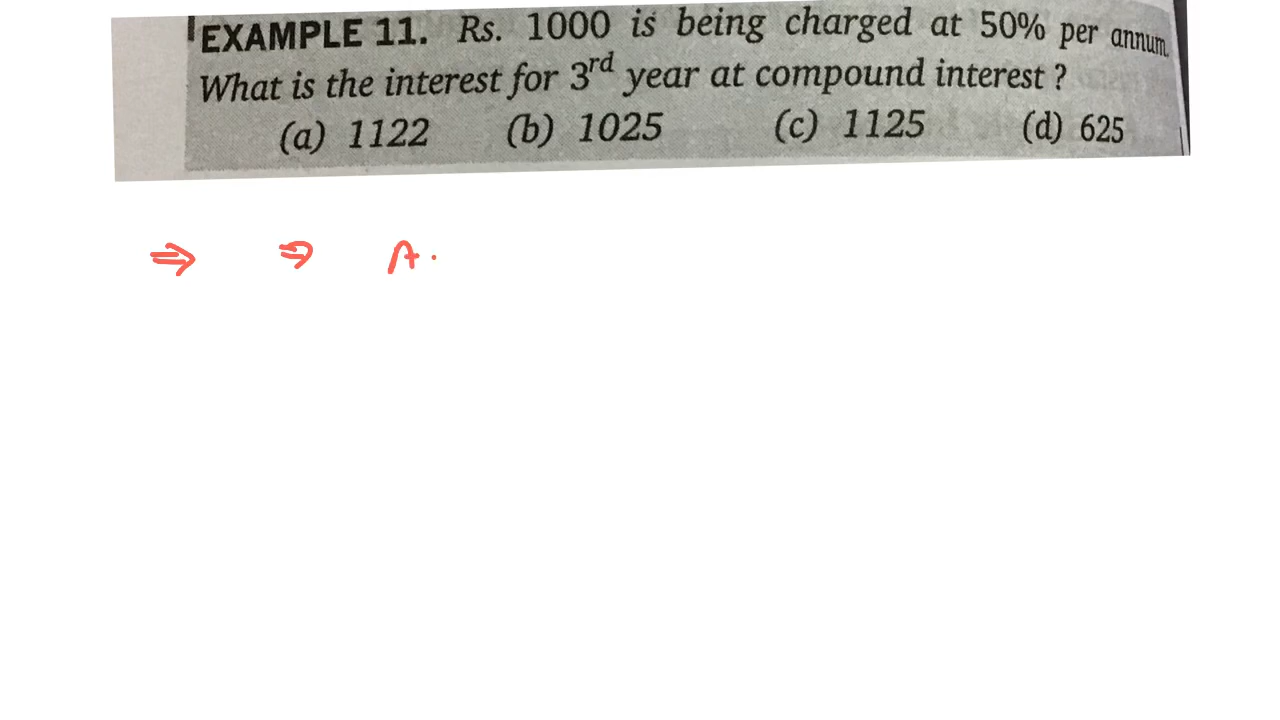 EXAMPLE 11. Rs. 1000 is being charged at 50% per annum.
What is the interest for 3rd year at compound interest ?
(a) 1122 (b) 1025 (c) 1125 (d) 625
⇒ ⇒ A.